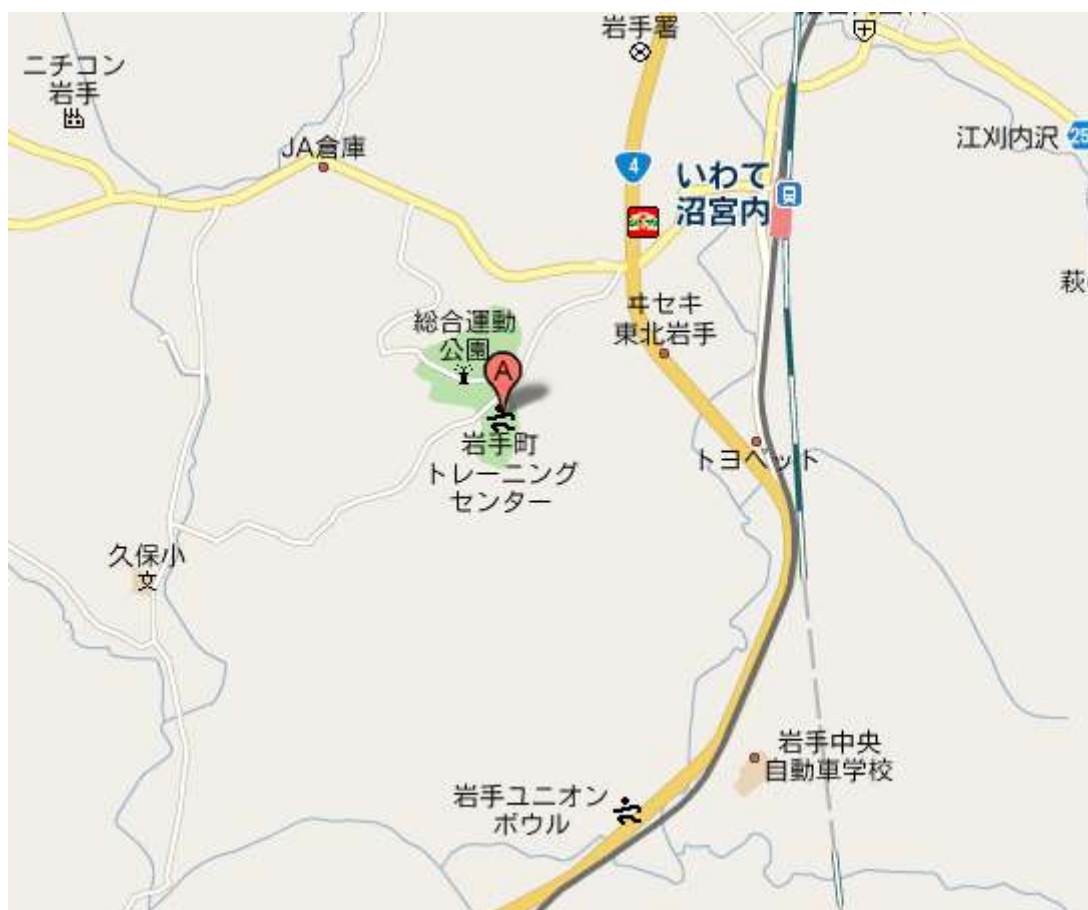 岩手署
ニチコン
岩手
JA倉庫
江刈内沢
25
4
いわて
沼宮内
萩
ヰセキ
東北岩手
総合運動
公園
A
岩手町
トレーニング
センター
トヨペット
久保小
文
岩手中央
自動車学校
岩手ユニオン
ボウル